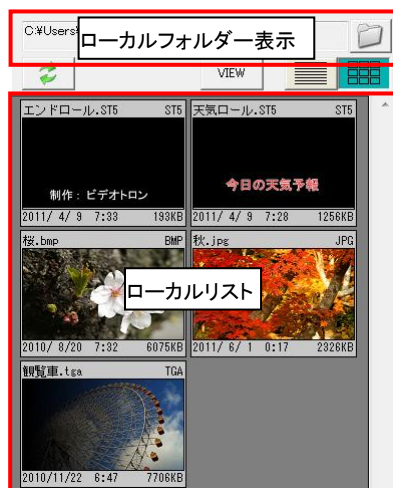 C:¥Users
ローカルフォルダー表示
VIEW
エンドロール.ST5 ST5
天気ロール.ST5 ST5
制作：ビデオトロン
今日の天気予報
2011/ 4/ 9 7:33 193KB
2011/ 4/ 9 7:28 1256KB
桜.bmp BMP
秋.jpg JPG
ローカルリスト
2010/ 8/20 7:32 6075KB
2011/ 6/ 1 0:17 2326KB
観覧車.tga TGA
2010/11/22 6:47 7706KB